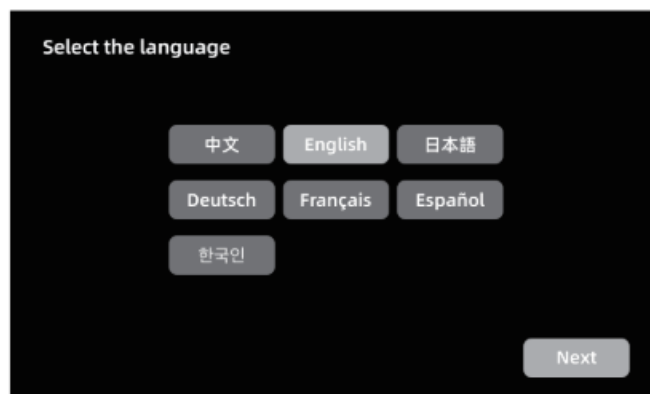 Select the language
中文 English 日本語
Deutsch Français Español
한국인
Next